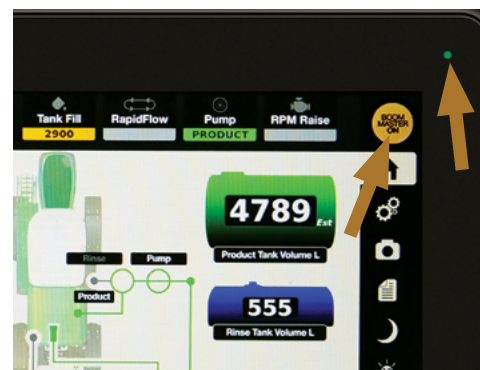 Tank Fill
RapidFlow
Pump
RPM Raise
2900
PRODUCT
BOOM
MASTER
ON
4789
Est
Product Tank Volume L
Rinse
Pump
Product
555
Rinse Tank Volume L